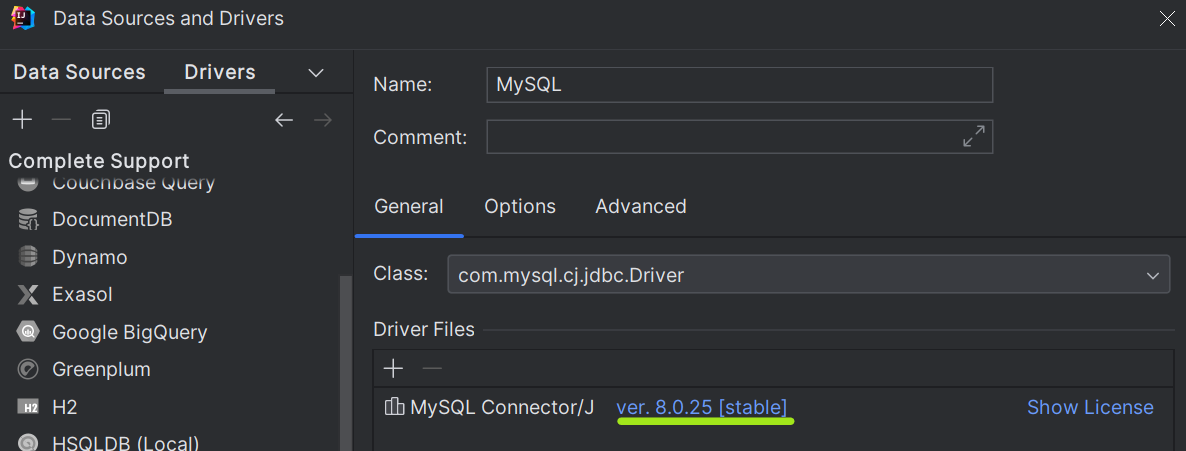 Data Sources and Drivers
Data Sources Drivers
Complete Support
Couchbase Query
DocumentDB
Dynamo
Exasol
Google BigQuery
Greenplum
H2
HSQLDB (Local)
Name: MySQL
Comment:
General Options Advanced
Class: com.mysql.cj.jdbc.Driver
Driver Files
MySQL Connector/J ver. 8.0.25 [stable] Show License